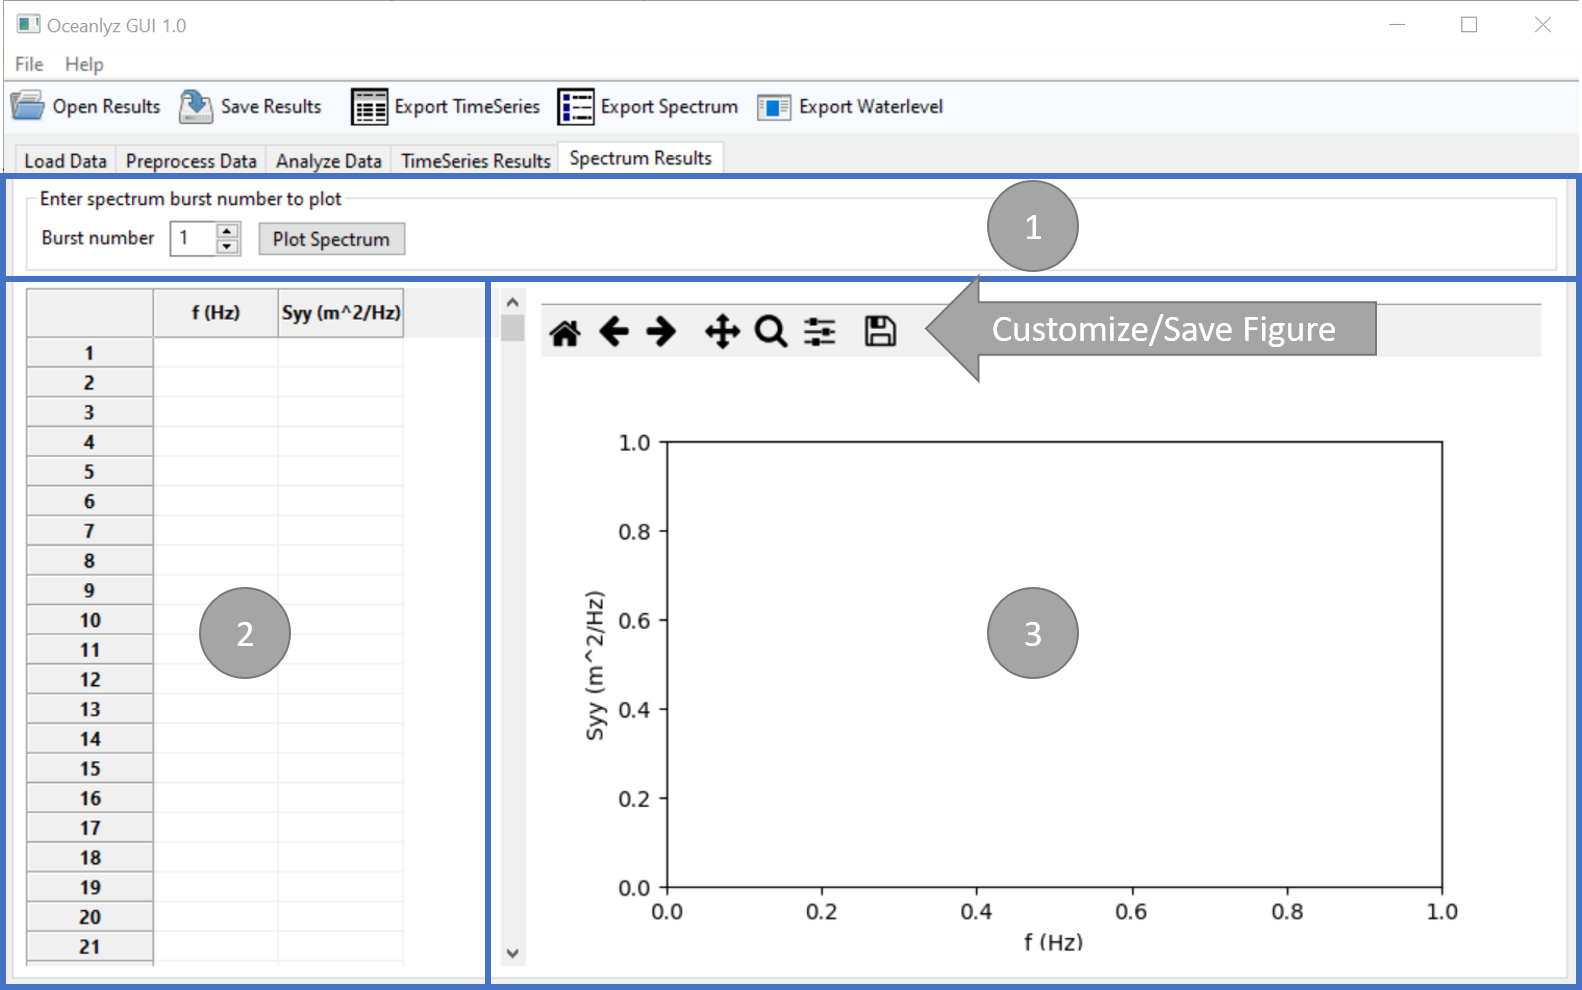 Oceanlyz GUI 1.0
File Help
Open Results Save Results Export TimeSeries Export Spectrum Export Waterlevel
Load Data Preprocess Data Analyze Data TimeSeries Results Spectrum Results
Enter spectrum burst number to plot
Burst number 1 Plot Spectrum
1
f (Hz) Syy (m^2/Hz)
1
2
3
4
5
6
7
8
9
10
11
12
13
14
15
16
17
18
19
20
21
2
Customize/Save Figure
1.0
0.8
0.6
0.4
0.2
0.0
Syy (m^2/Hz)
3
0.0 0.2 0.4 0.6 0.8 1.0
f (Hz)